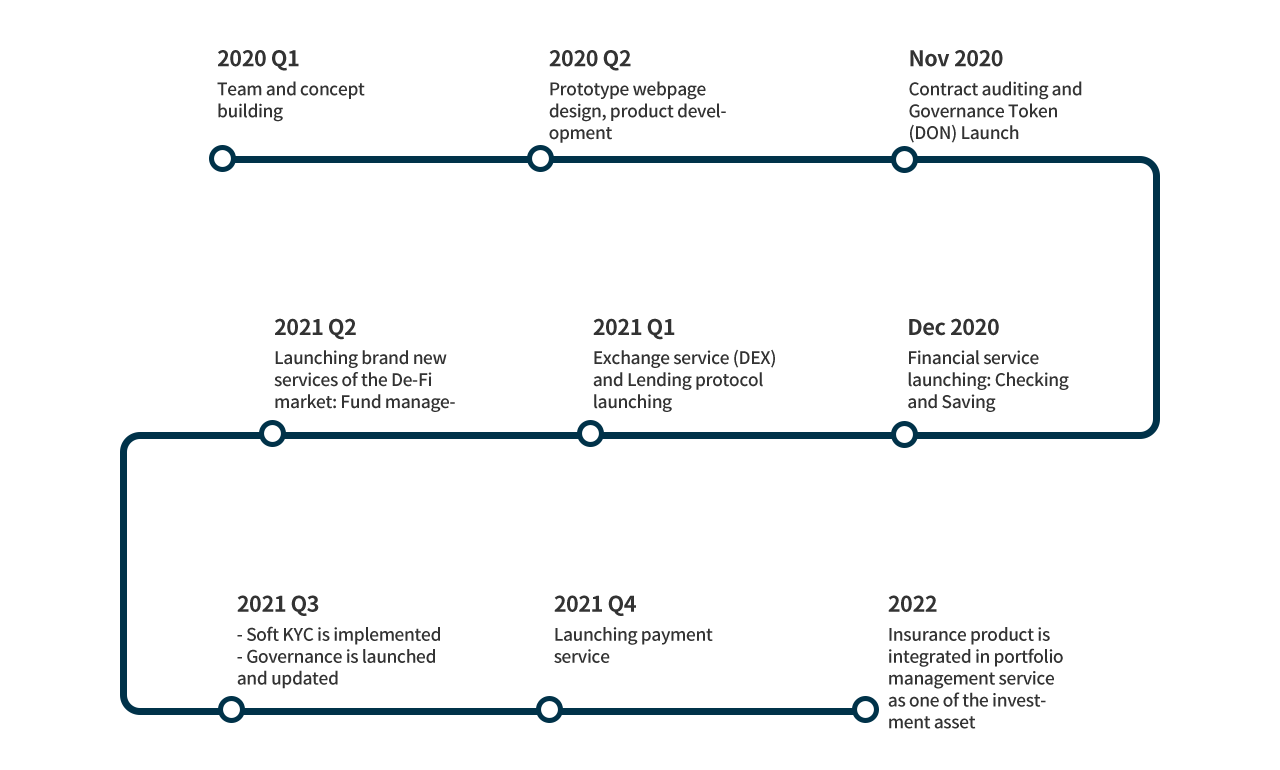 2020 Q1
Team and concept
building
2020 Q2
Prototype webpage
design, product devel-
opment
Nov 2020
Contract auditing and
Governance Token
(DON) Launch
2021 Q2
Launching brand new
services of the De-Fi
market: Fund manage-
2021 Q1
Exchange service (DEX)
and Lending protocol
launching
Dec 2020
Financial service
launching: Checking
and Saving
2021 Q3
- Soft KYC is implemented
- Governance is launched
and updated
2021 Q4
Launching payment
service
2022
Insurance product is
integrated in portfolio
management service
as one of the invest-
ment asset